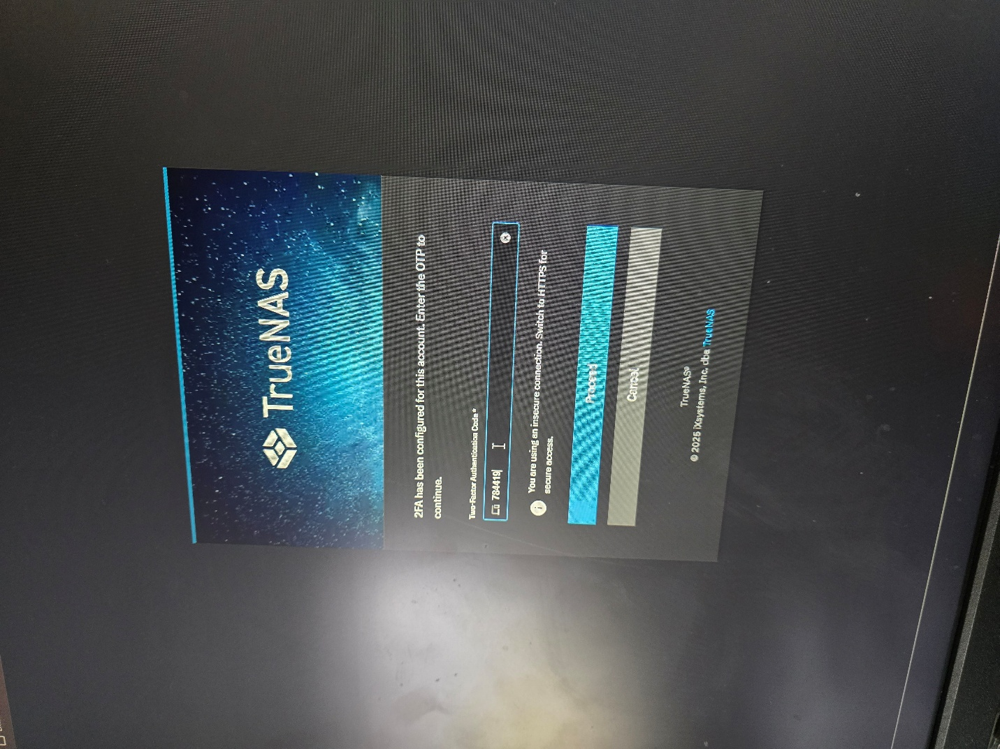 TrueNAS
2FA has been configured for this account. Enter the OTP to
continue.
Two-Factor Authentication Code *
784419
You are using an insecure connection. Switch to HTTPS for
secure access.
Proceed
Cancel
TrueNAS®
© 2025 iXsystems, Inc. dba TrueNAS